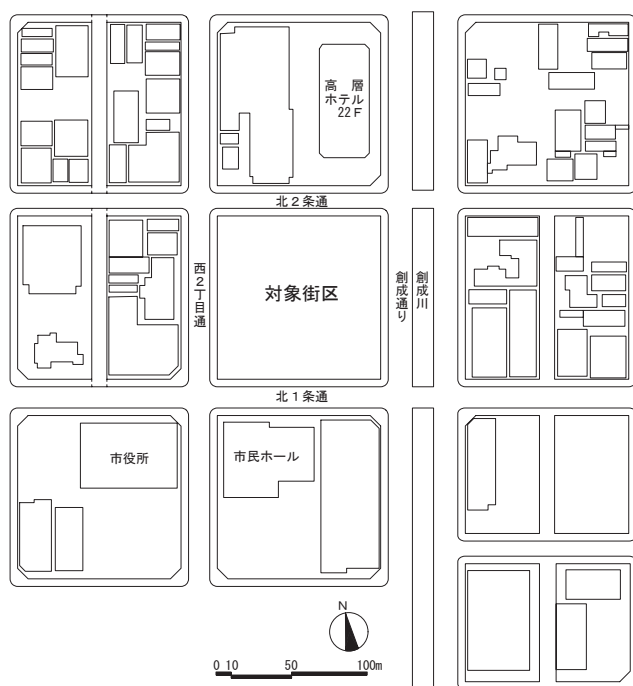 高　層
ホテル
22F
北２条通
西２丁目通
対象街区
創成通り
創成川
北１条通
市役所
市民ホール
N
0 10 50 100m